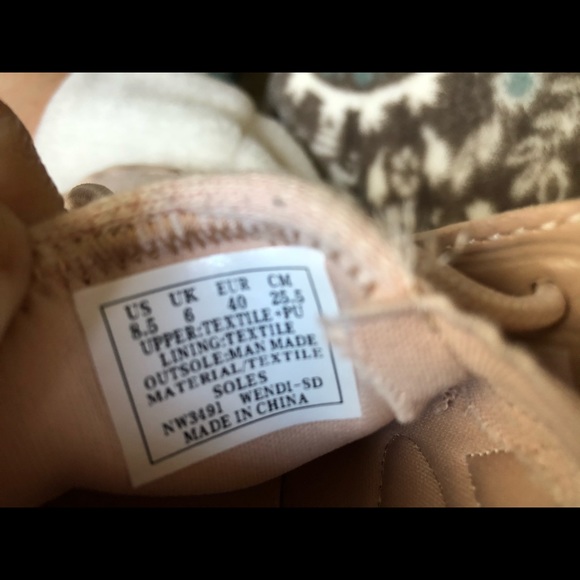 US UK EUR CM
8.5 6 40 25.5
UPPER:TEXTILE+PU
LINING:TEXTILE
OUTSOLE:MAN MADE
MATERIAL/TEXTILE
SOLES
NW3491 WENDI-SD
MADE IN CHINA